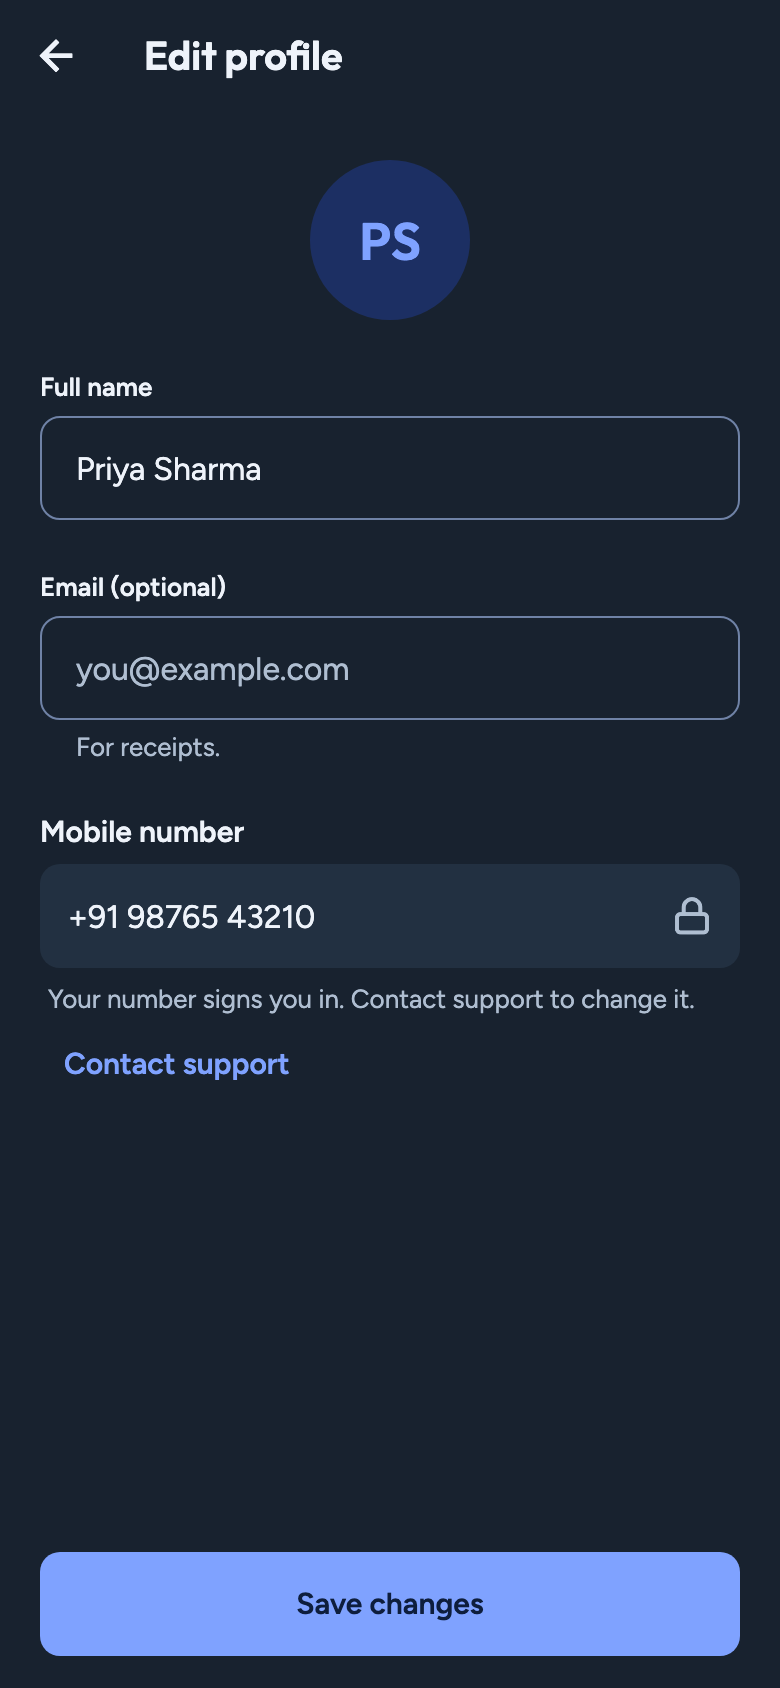 Edit profile
PS
Full name
Priya Sharma
Email (optional)
you@example.com
For receipts.
Mobile number
+91 98765 43210
Your number signs you in. Contact support to change it.
Contact support
Save changes